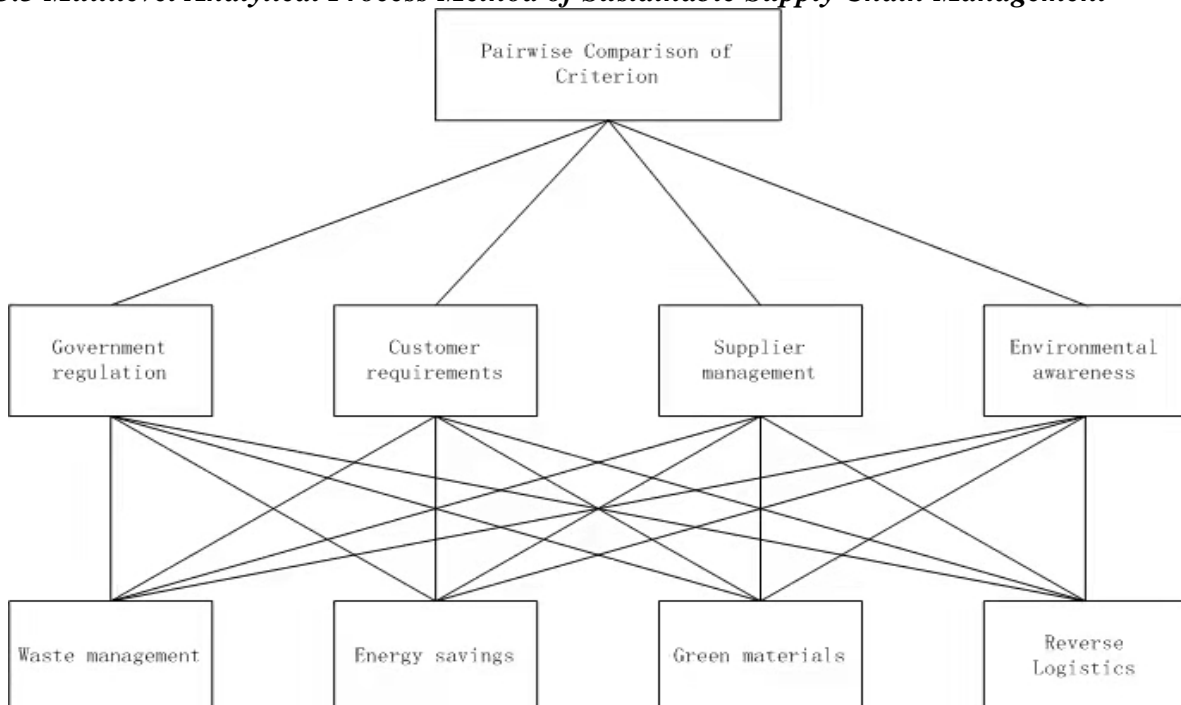 Pairwise Comparison of
Criterion
Government
regulation
Customer
requirements
Supplier
management
Environmental
awareness
Waste management
Energy savings
Green materials
Reverse
Logistics